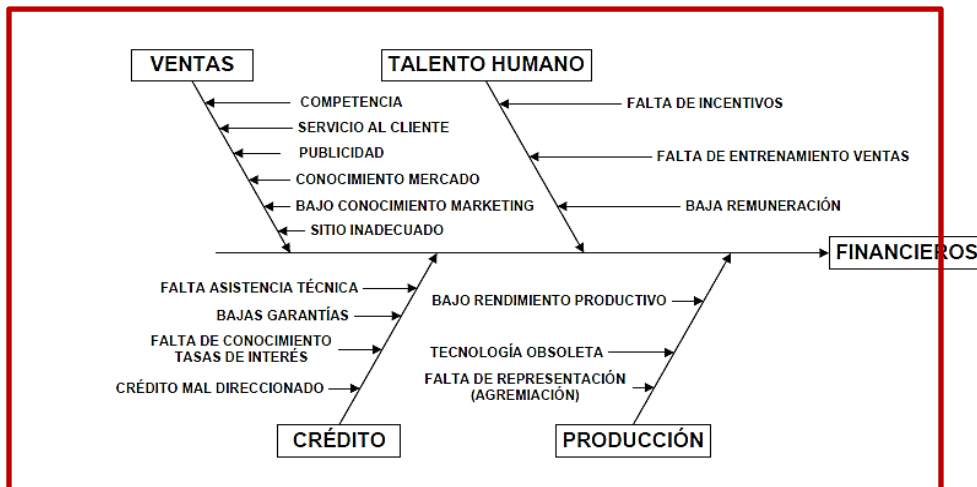 VENTAS
TALENTO HUMANO
COMPETENCIA
SERVICIO AL CLIENTE
PUBLICIDAD
CONOCIMIENTO MERCADO
BAJO CONOCIMIENTO MARKETING
SITIO INADECUADO
FALTA DE INCENTIVOS
FALTA DE ENTRENAMIENTO VENTAS
BAJA REMUNERACIÓN
FINANCIEROS
FALTA ASISTENCIA TÉCNICA
BAJAS GARANTÍAS
FALTA DE CONOCIMIENTO
TASAS DE INTERÉS
CRÉDITO MAL DIRECCIONADO
BAJO RENDIMIENTO PRODUCTIVO
TECNOLOGÍA OBSOLETA
FALTA DE REPRESENTACIÓN
(AGREMIACIÓN)
CRÉDITO
PRODUCCIÓN